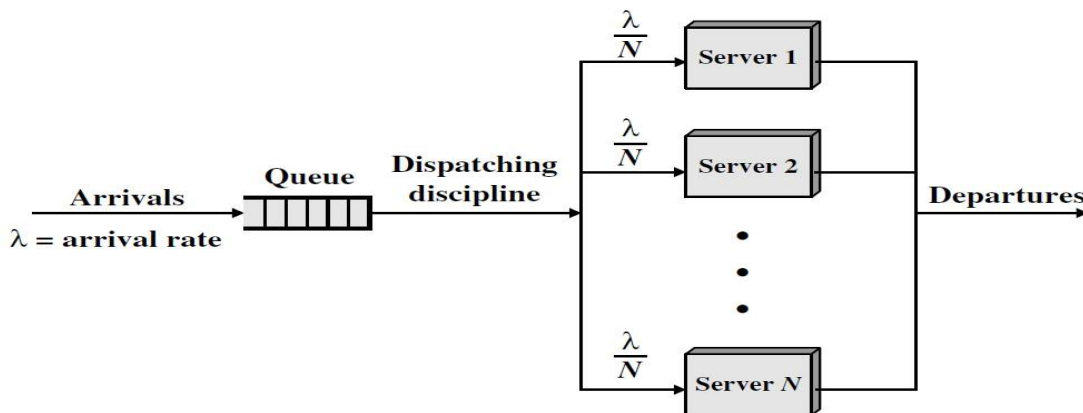 λ
N
Server 1
λ
N
Server 2
Queue
Dispatching
discipline
Arrivals
λ = arrival rate
Departures
λ
N
Server N